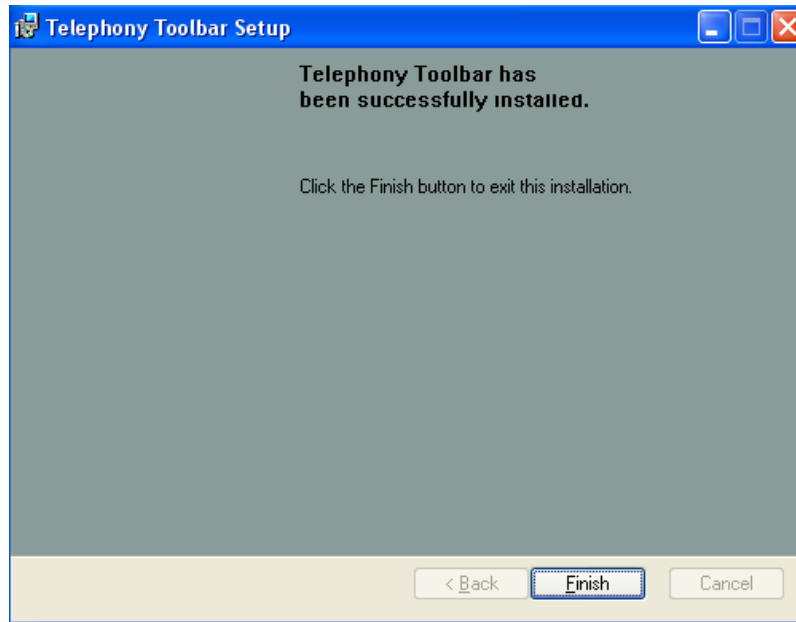 Telephony Toolbar Setup
Telephony Toolbar has
been successfully installed.
Click the Finish button to exit this installation.
< Back
Finish
Cancel